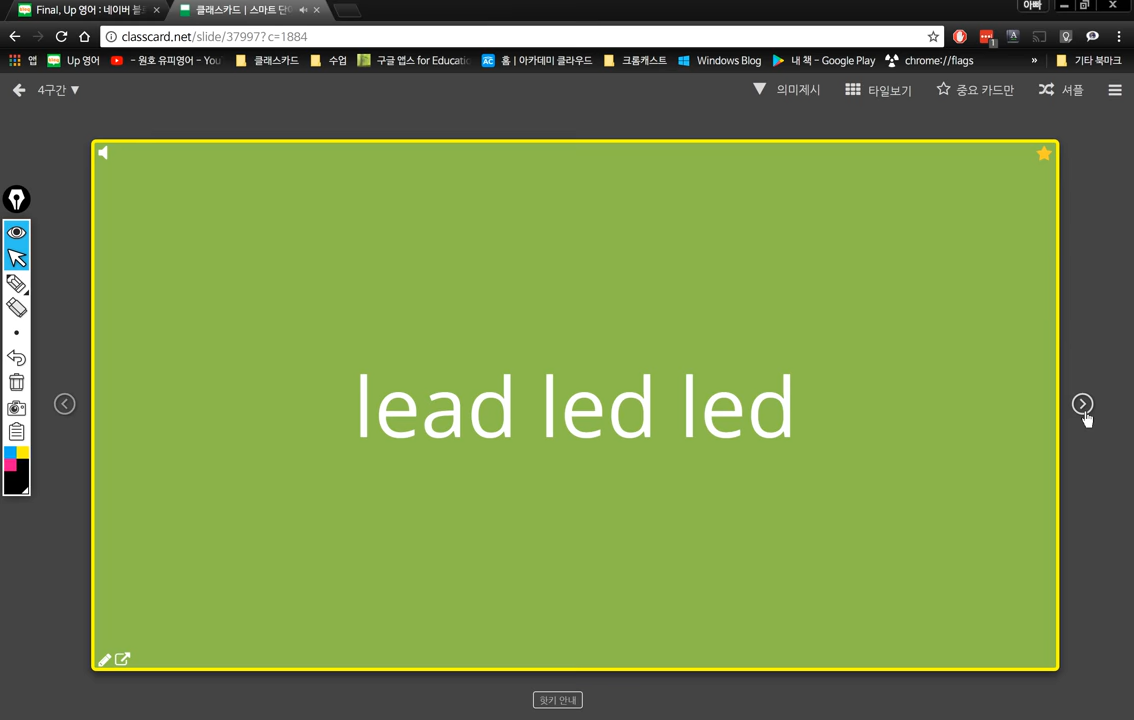 Final, Up 영어 : 네이버 블
클래스카드 | 스마트 단
아빠
classcard.net/slide/37997?c=1884
앱
Up 영어
- 원호 유피영어 - You
클래스카드
수업
구글 앱스 for Educatio
홈 | 아카데미 클라우드
크롬캐스트
Windows Blog
내 책 - Google Play
chrome://flags
»
기타 북마크
4구간 ▼
의미제시
타일보기
중요 카드만
셔플
lead led led
핫키 안내